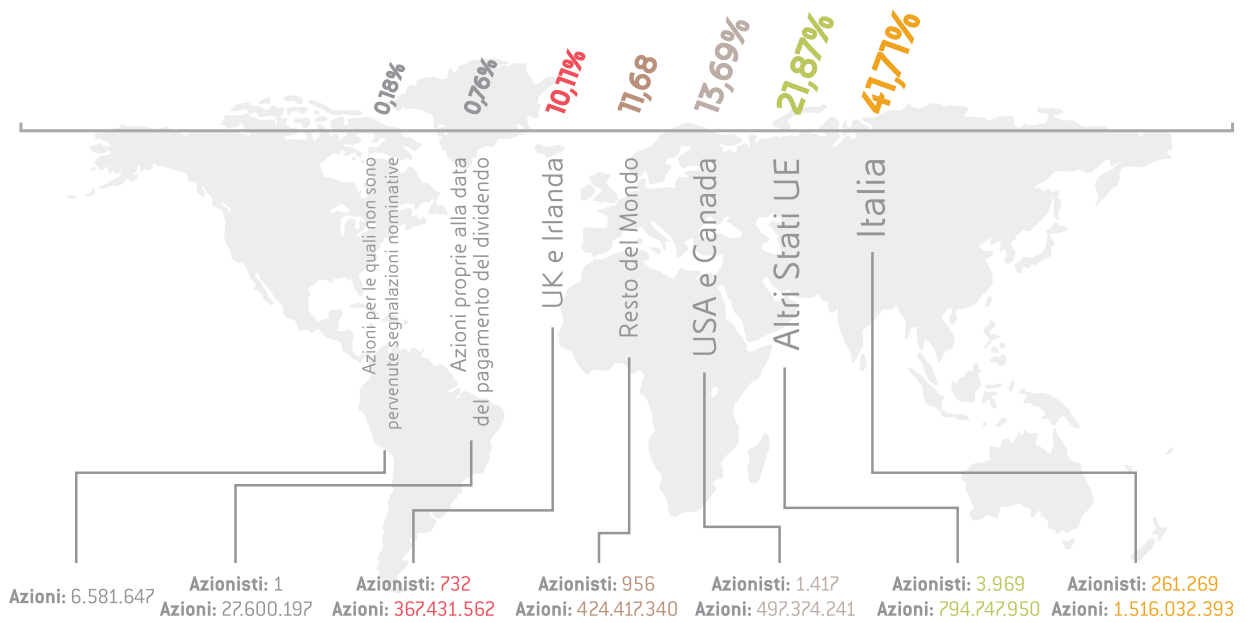 0,18%
0,76%
10,11%
11,68
13,69%
21,87%
41,71%
Azioni per le quali non sono
pervenute segnalazioni nominative
Azioni proprie alla data
del pagamento del dividendo
UK e Irlanda
Resto del Mondo
USA e Canada
Altri Stati UE
Italia
Azioni: 6.581.647
Azionisti: 1
Azioni: 27.600.197
Azionisti: 732
Azioni: 367.431.562
Azionisti: 956
Azioni: 424.417.340
Azionisti: 1.417
Azioni: 497.374.241
Azionisti: 3.969
Azioni: 794.747.950
Azionisti: 261.269
Azioni: 1.516.032.393